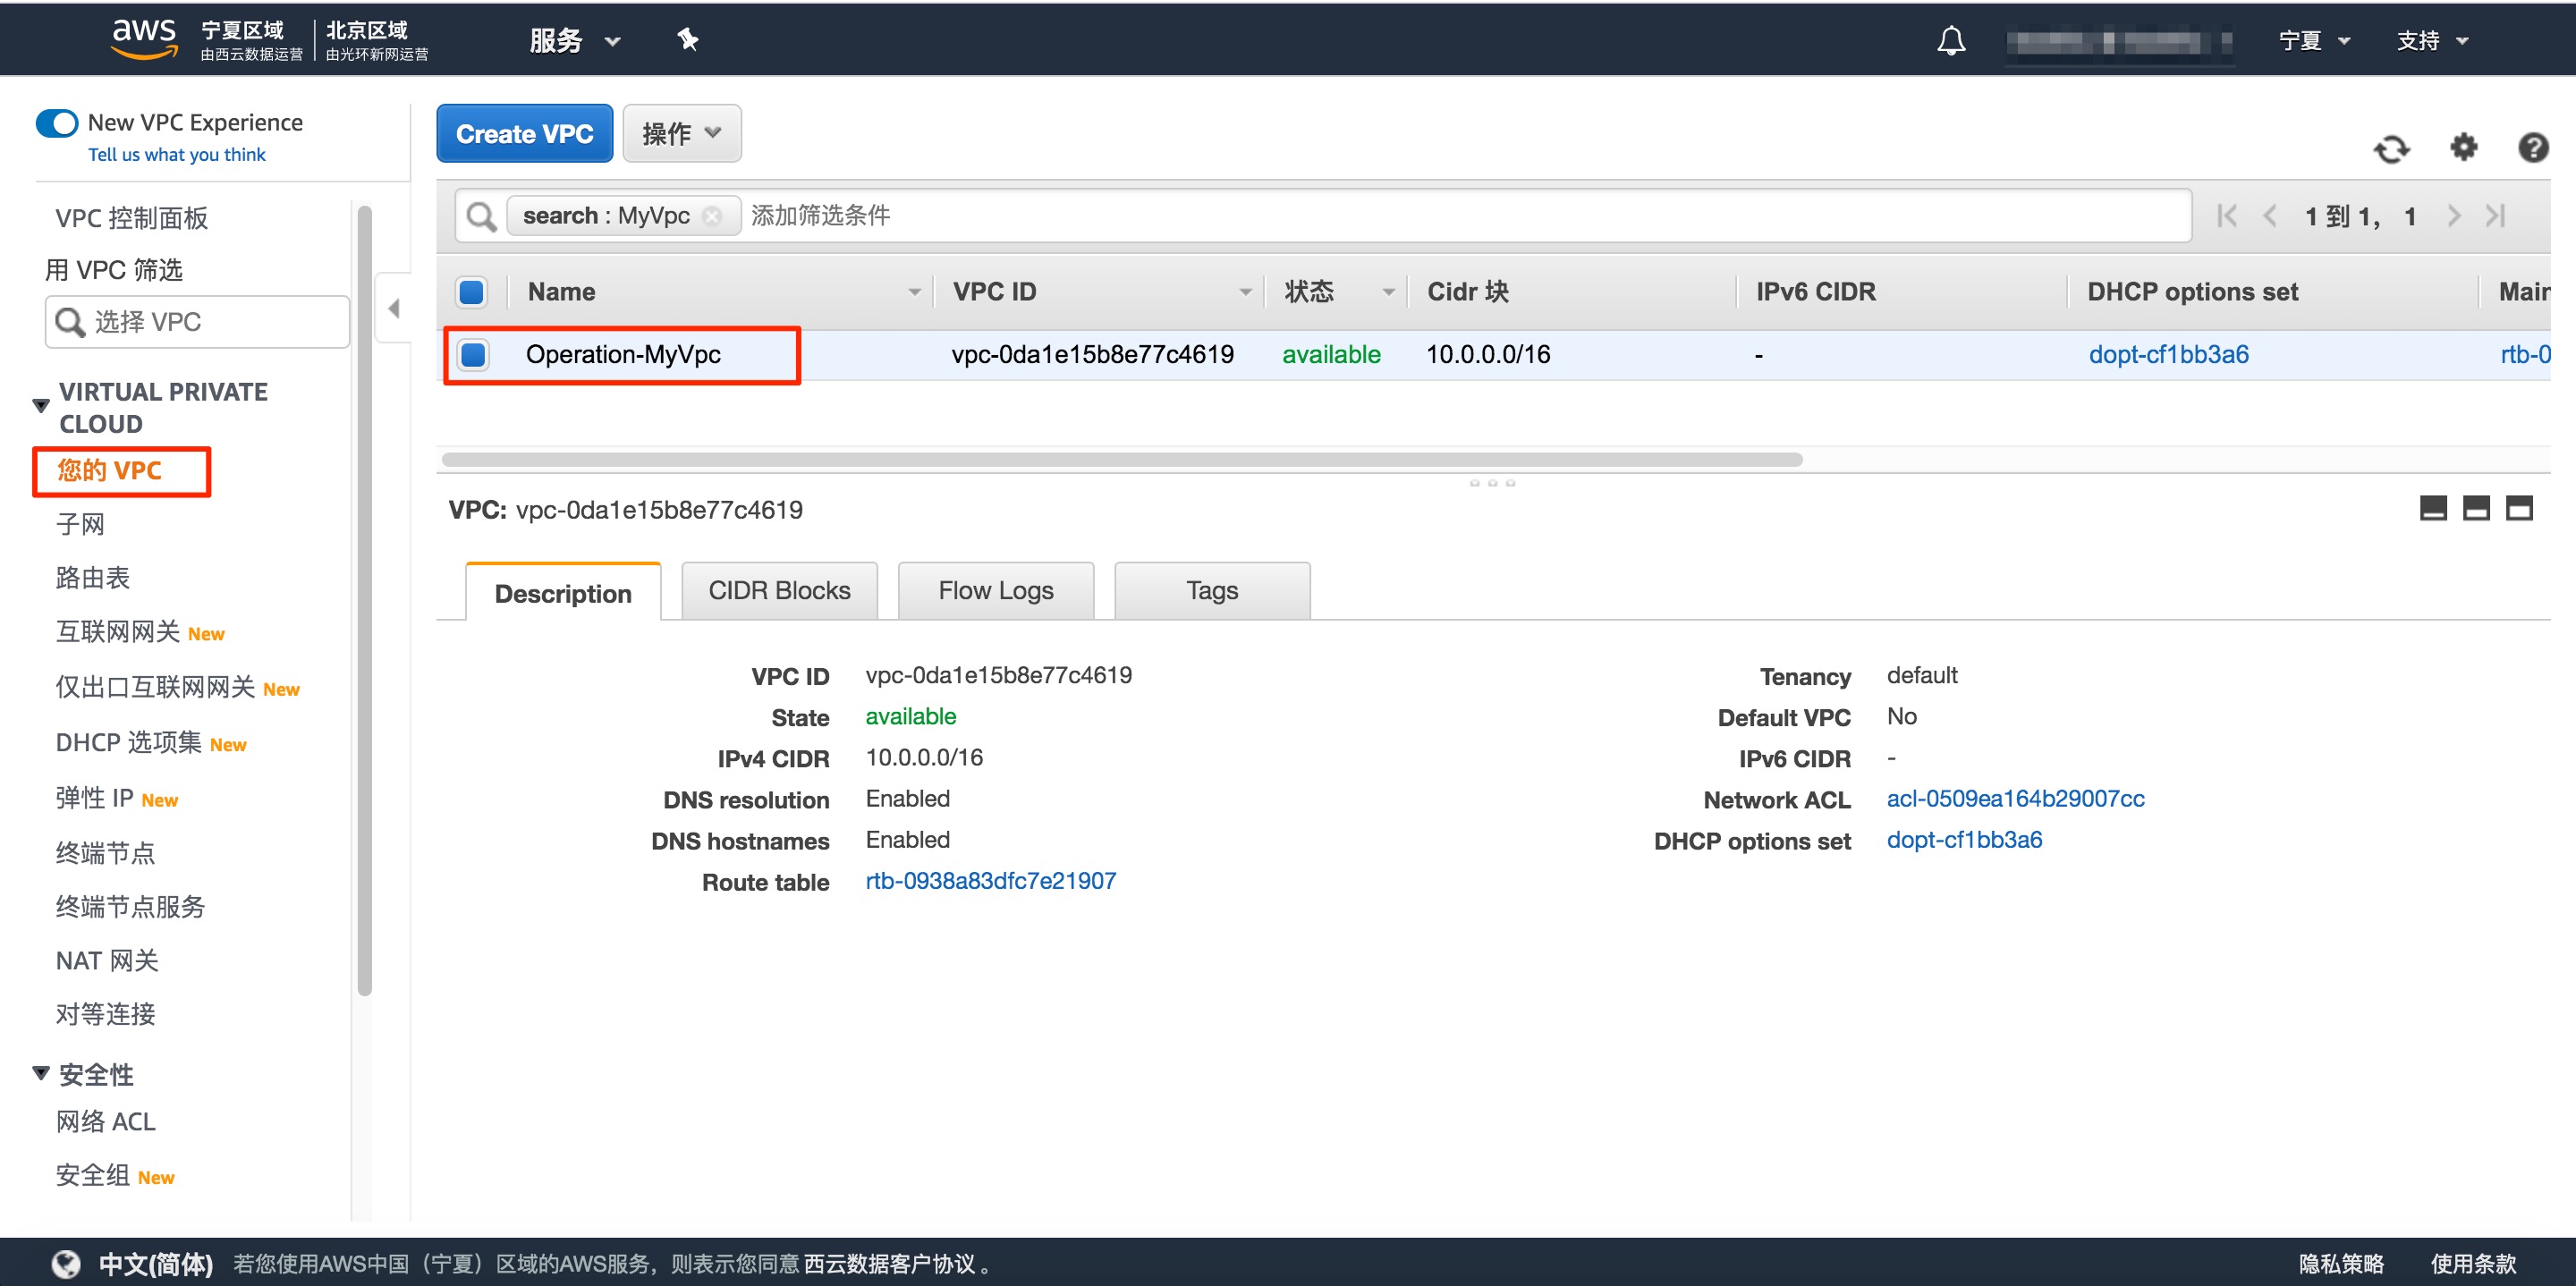 aws 宁夏区域 由西云数据运营 北京区域 由光环新网运营 服务 宁夏 支持
New VPC Experience
Tell us what you think
VPC 控制面板
用 VPC 筛选
选择 VPC
VIRTUAL PRIVATE
CLOUD
您的 VPC
子网
路由表
互联网网关 New
仅出口互联网网关 New
DHCP 选项集 New
弹性 IP New
终端节点
终端节点服务
NAT 网关
对等连接
安全性
网络 ACL
安全组 New
Create VPC 操作
search : MyVpc 添加筛选条件 1 到 1， 1
Name VPC ID 状态 Cidr 块 IPv6 CIDR DHCP options set Main
Operation-MyVpc vpc-0da1e15b8e77c4619 available 10.0.0.0/16 - dopt-cf1bb3a6 rtb-0
VPC: vpc-0da1e15b8e77c4619
Description CIDR Blocks Flow Logs Tags
VPC ID vpc-0da1e15b8e77c4619
State available
IPv4 CIDR 10.0.0.0/16
DNS resolution Enabled
DNS hostnames Enabled
Route table rtb-0938a83dfc7e21907
Tenancy default
Default VPC No
IPv6 CIDR -
Network ACL acl-0509ea164b29007cc
DHCP options set dopt-cf1bb3a6
中文(简体) 若您使用AWS中国（宁夏）区域的AWS服务，则表示您同意 西云数据客户协议 。 隐私策略 使用条款